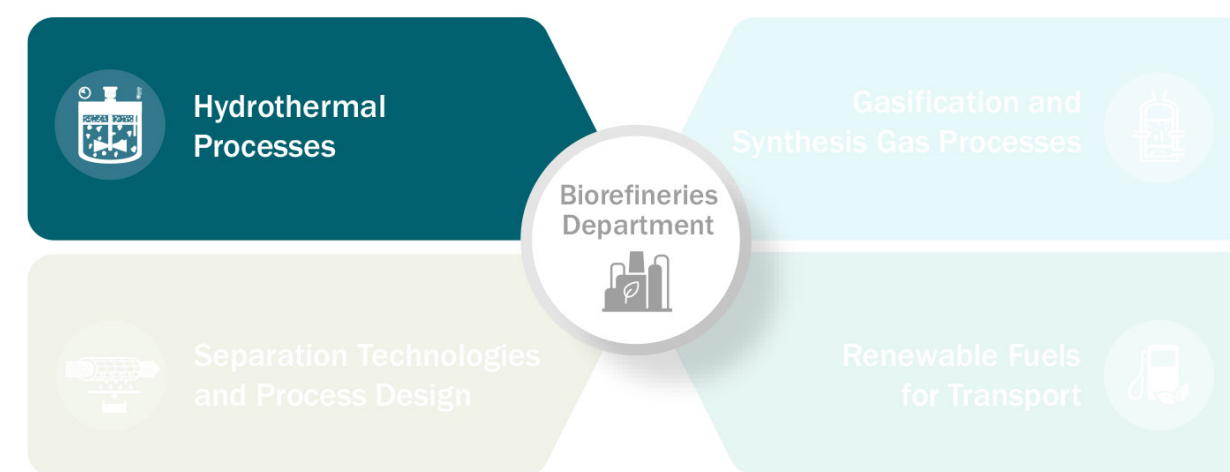 Hydrothermal
Processes
Gasification and
Synthesis Gas Processes
Biorefineries
Department
Separation Technologies
and Process Design
Renewable Fuels
for Transport